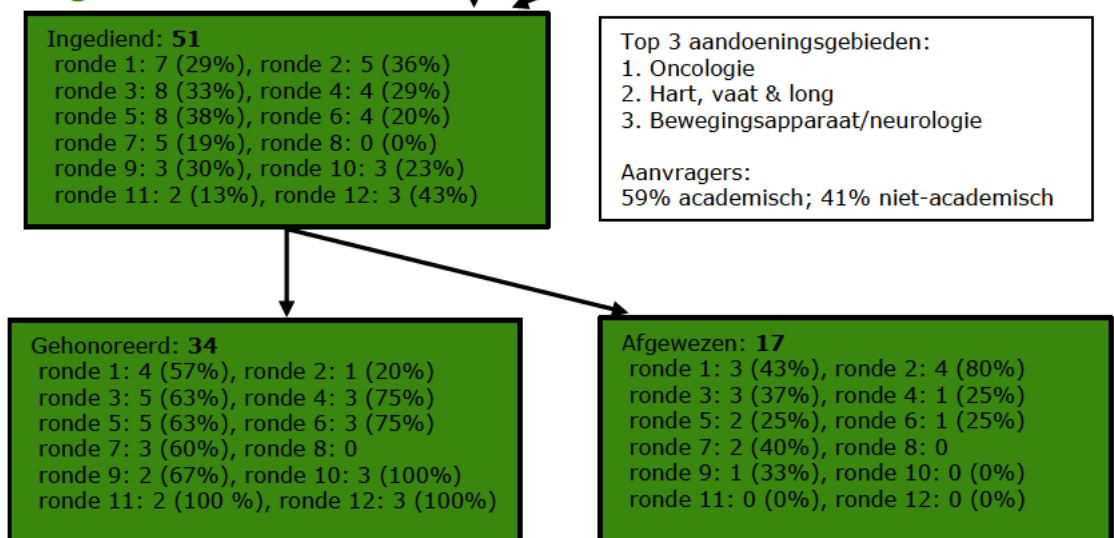 Ingediend: 51
ronde 1: 7 (29%), ronde 2: 5 (36%)
ronde 3: 8 (33%), ronde 4: 4 (29%)
ronde 5: 8 (38%), ronde 6: 4 (20%)
ronde 7: 5 (19%), ronde 8: 0 (0%)
ronde 9: 3 (30%), ronde 10: 3 (23%)
ronde 11: 2 (13%), ronde 12: 3 (43%)
Top 3 aandoeningsgebieden:
1. Oncologie
2. Hart, vaat & long
3. Bewegingsapparaat/neurologie
Aanvragers:
59% academisch; 41% niet-academisch
Gehonoreerd: 34
ronde 1: 4 (57%), ronde 2: 1 (20%)
ronde 3: 5 (63%), ronde 4: 3 (75%)
ronde 5: 5 (63%), ronde 6: 3 (75%)
ronde 7: 3 (60%), ronde 8: 0
ronde 9: 2 (67%), ronde 10: 3 (100%)
ronde 11: 2 (100 %), ronde 12: 3 (100%)
Afgewezen: 17
ronde 1: 3 (43%), ronde 2: 4 (80%)
ronde 3: 3 (37%), ronde 4: 1 (25%)
ronde 5: 2 (25%), ronde 6: 1 (25%)
ronde 7: 2 (40%), ronde 8: 0
ronde 9: 1 (33%), ronde 10: 0 (0%)
ronde 11: 0 (0%), ronde 12: 0 (0%)